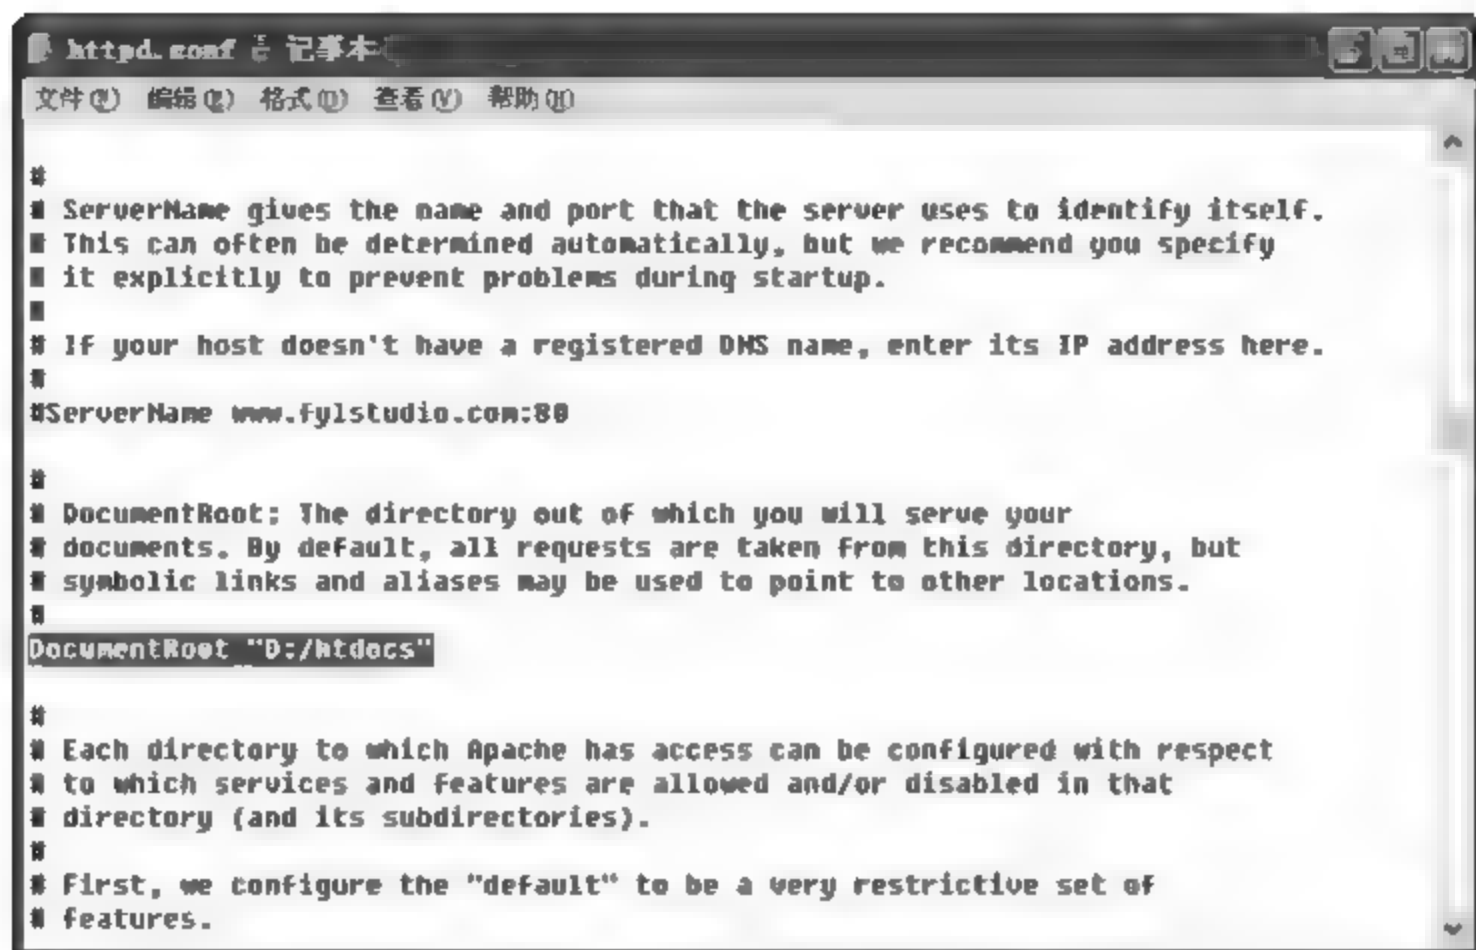 httpd.conf - 记事本
文件(F) 编辑(E) 格式(O) 查看(V) 帮助(H)
#
# ServerName gives the name and port that the server uses to identify itself.
# This can often be determined automatically, but we recommend you specify
# it explicitly to prevent problems during startup.
#
# If your host doesn't have a registered DNS name, enter its IP address here.
#
#ServerName www.fylstudio.com:80
#
# DocumentRoot: The directory out of which you will serve your
# documents. By default, all requests are taken from this directory, but
# symbolic links and aliases may be used to point to other locations.
#
DocumentRoot "D:/htdocs"
#
# Each directory to which Apache has access can be configured with respect
# to which services and features are allowed and/or disabled in that
# directory (and its subdirectories).
#
# First, we configure the "default" to be a very restrictive set of
# features.